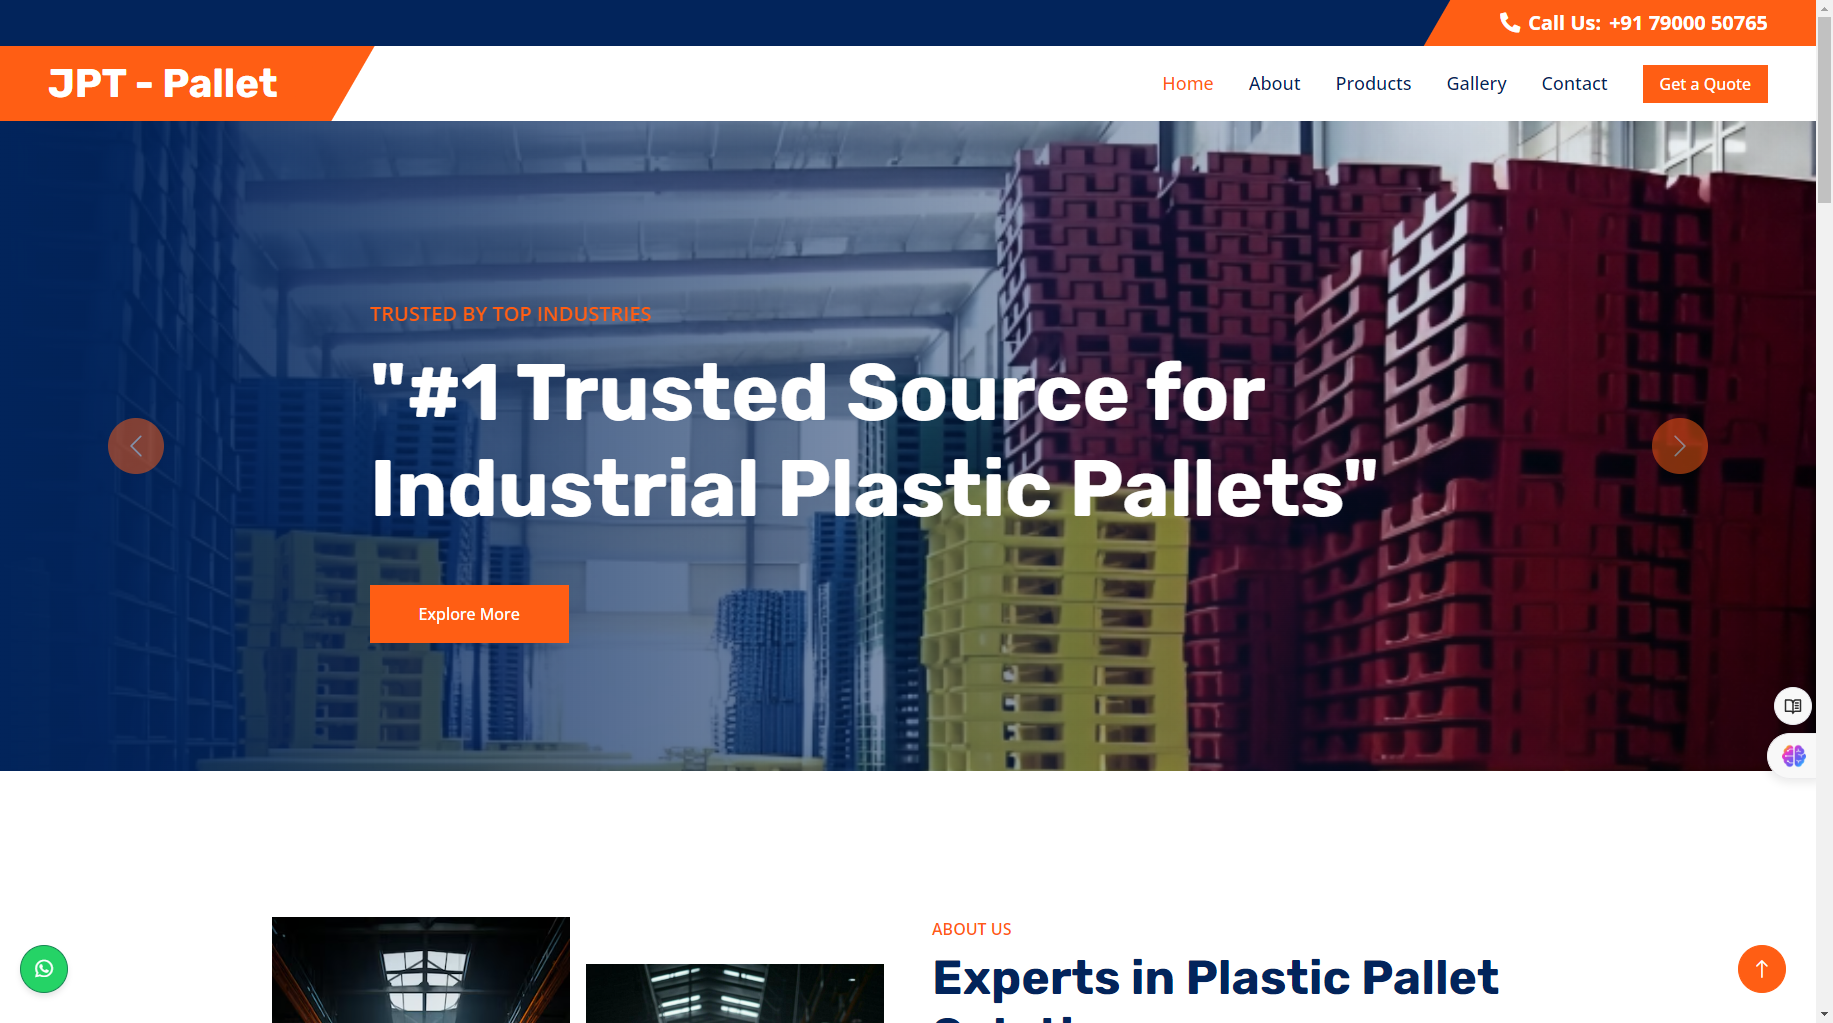 Call Us: +91 79000 50765
JPT - Pallet
Home About Products Gallery Contact Get a Quote
TRUSTED BY TOP INDUSTRIES
"#1 Trusted Source for
Industrial Plastic Pallets"
Explore More
ABOUT US
Experts in Plastic Pallet